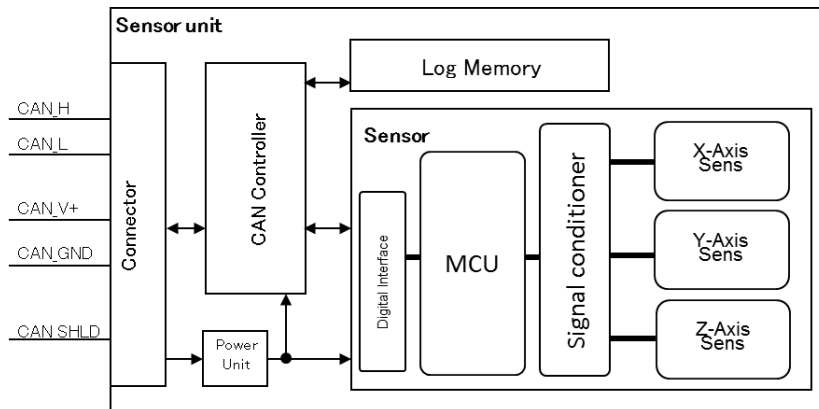 Sensor unit
Log Memory
CAN_H
CAN_L
CAN_V+
CAN_GND
CAN SHLD
Connector
CAN Controller
Power
Unit
Sensor
Digital Interface
MCU
Signal conditioner
X-Axis
Sens
Y-Axis
Sens
Z-Axis
Sens